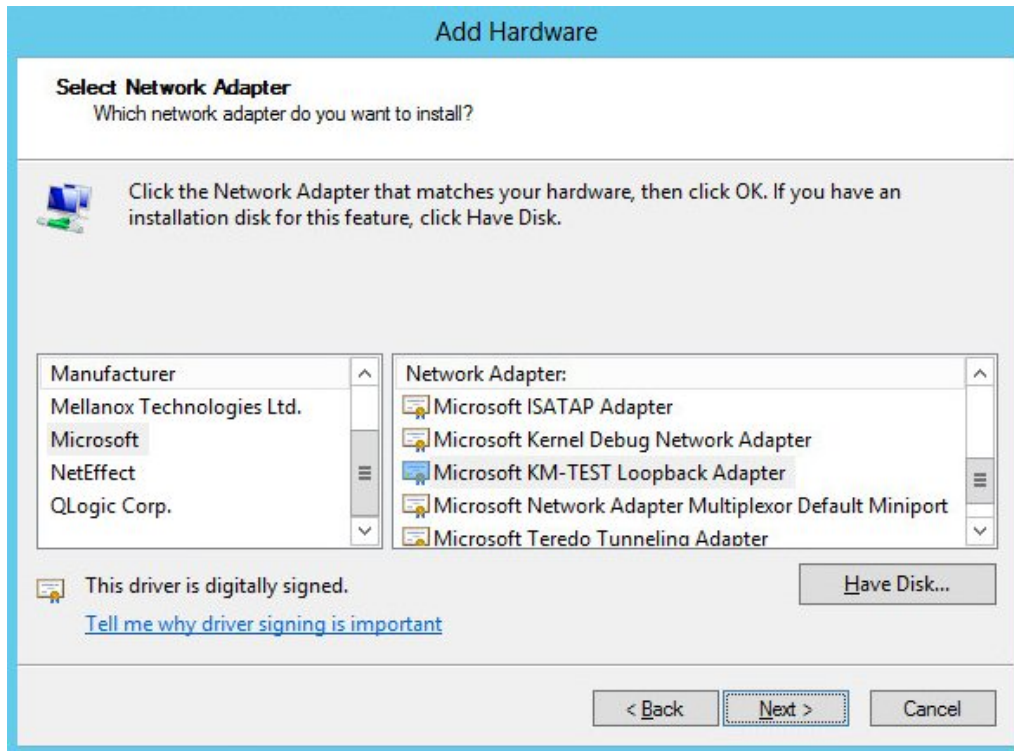 Add Hardware
Select Network Adapter
Which network adapter do you want to install?
Click the Network Adapter that matches your hardware, then click OK. If you have an
installation disk for this feature, click Have Disk.
Manufacturer
Mellanox Technologies Ltd.
Microsoft
NetEffect
QLogic Corp.
Network Adapter:
Microsoft ISATAP Adapter
Microsoft Kernel Debug Network Adapter
Microsoft KM-TEST Loopback Adapter
Microsoft Network Adapter Multiplexor Default Miniport
Microsoft Teredo Tunneling Adapter
This driver is digitally signed.
Have Disk...
Tell me why driver signing is important
< Back
Next >
Cancel